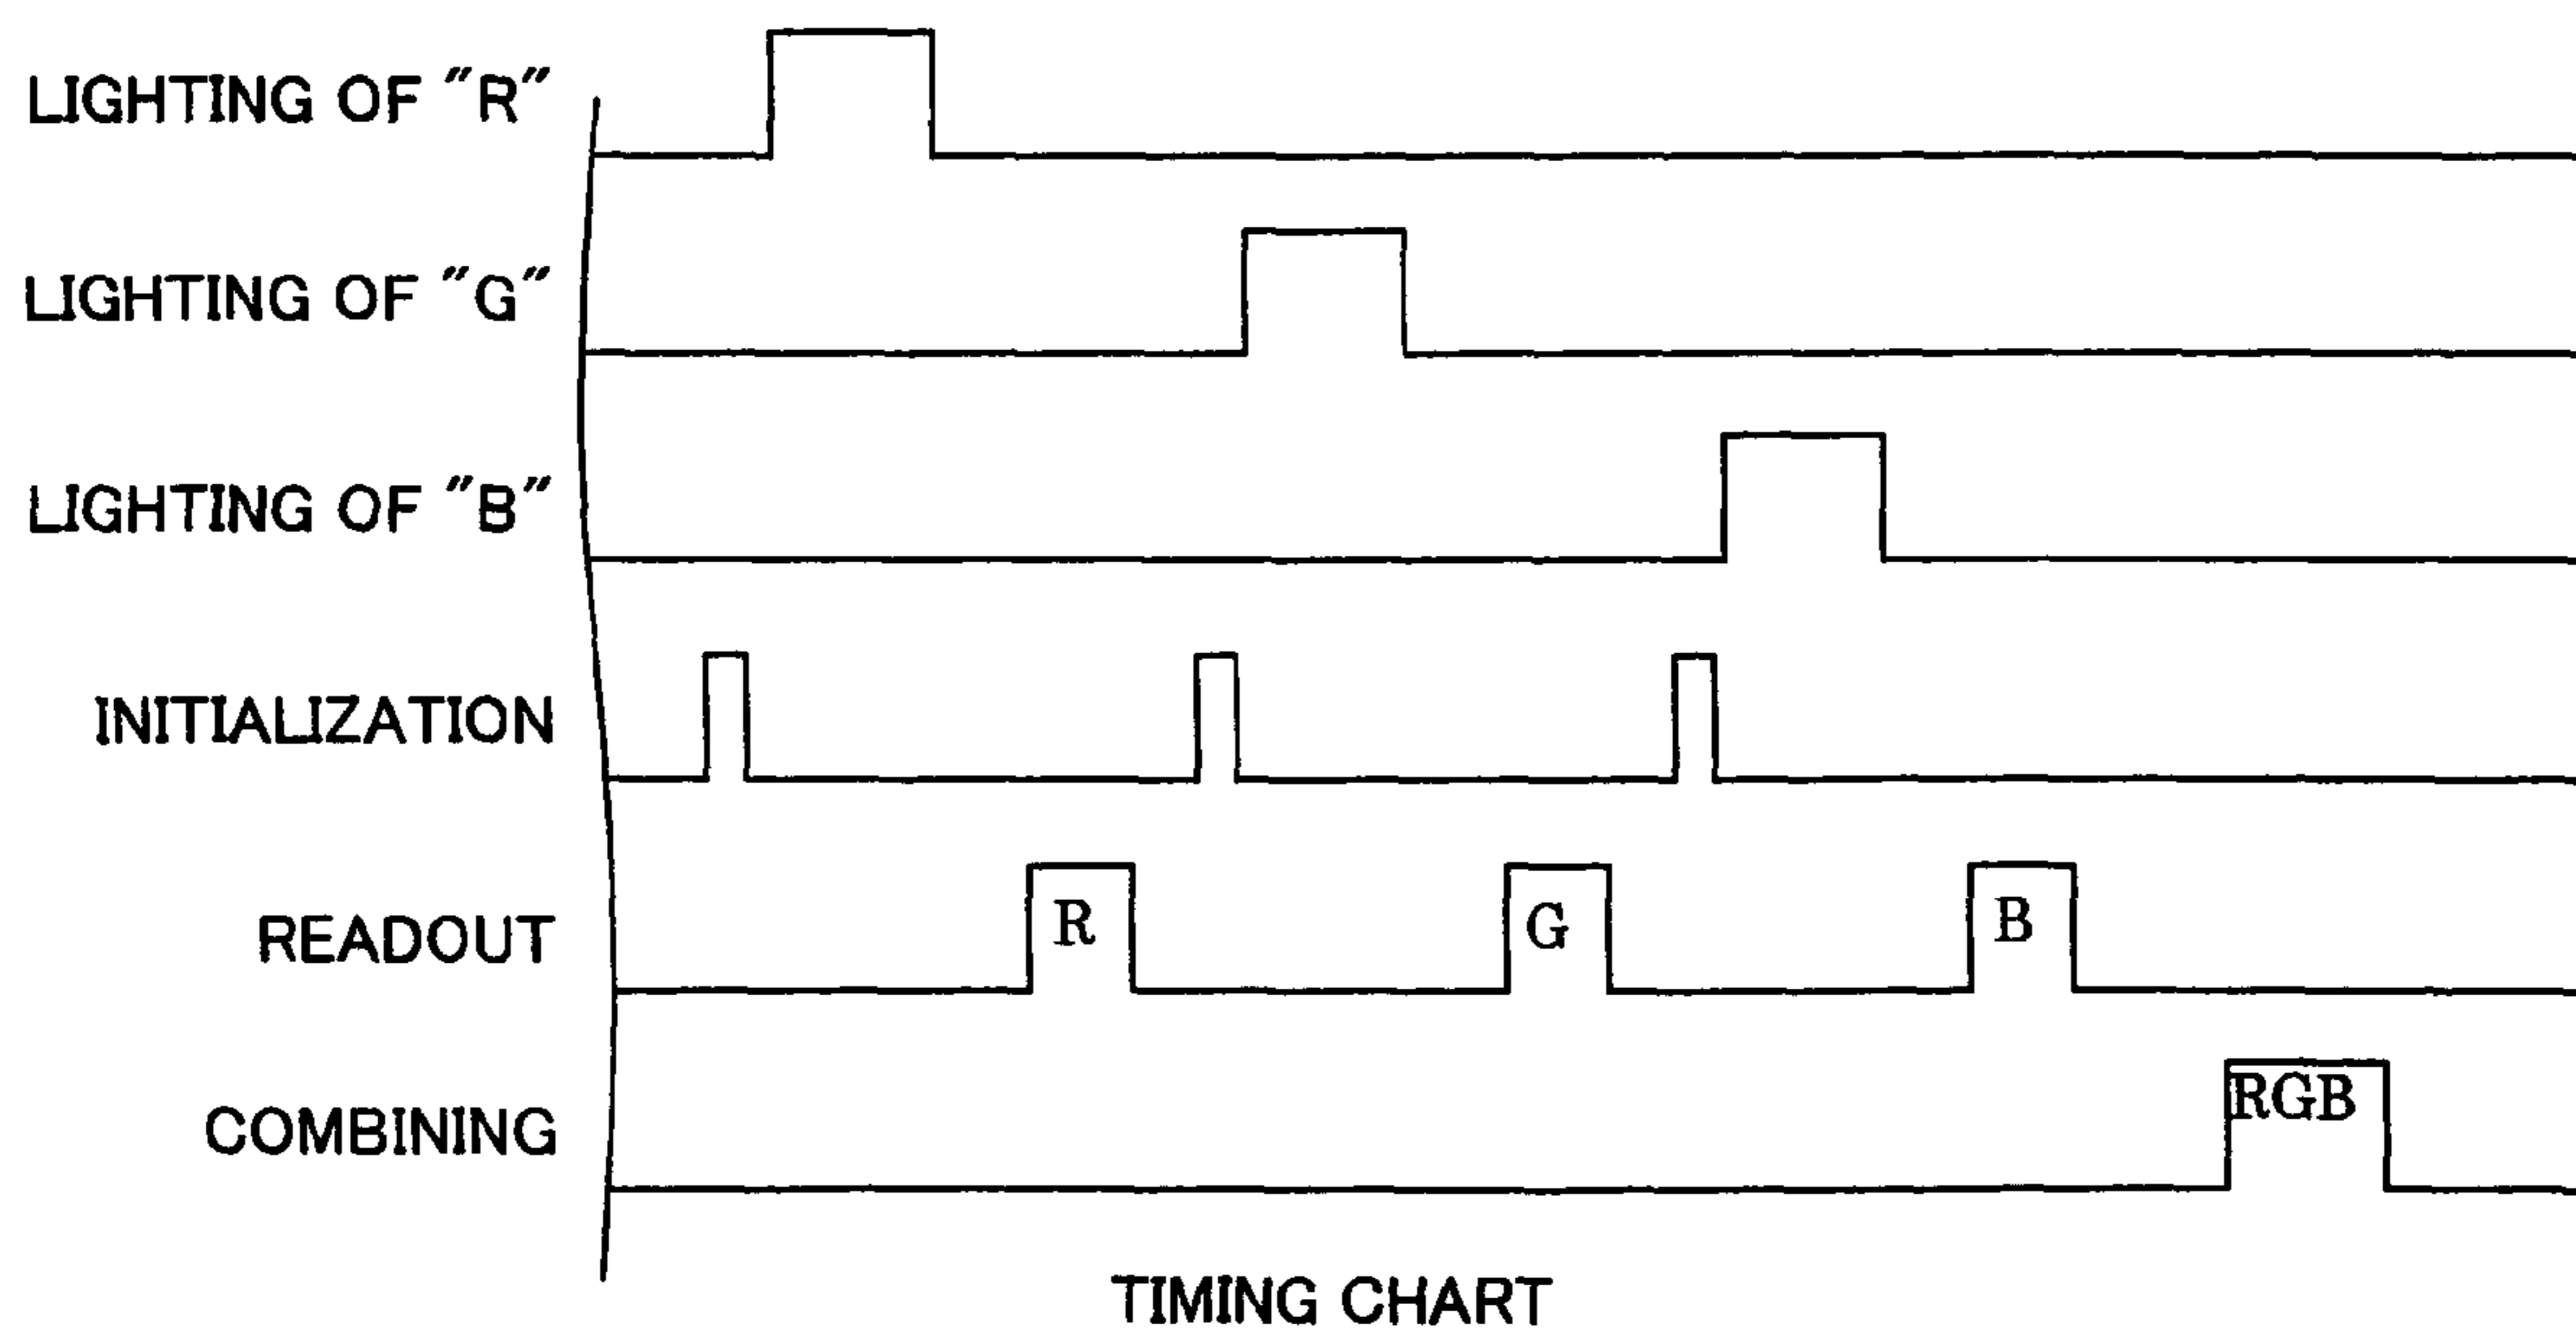 LIGHTING OF "R"
LIGHTING OF "G"
LIGHTING OF "B"
INITIALIZATION
READOUT
R
G
B
COMBINING
RGB
TIMING CHART